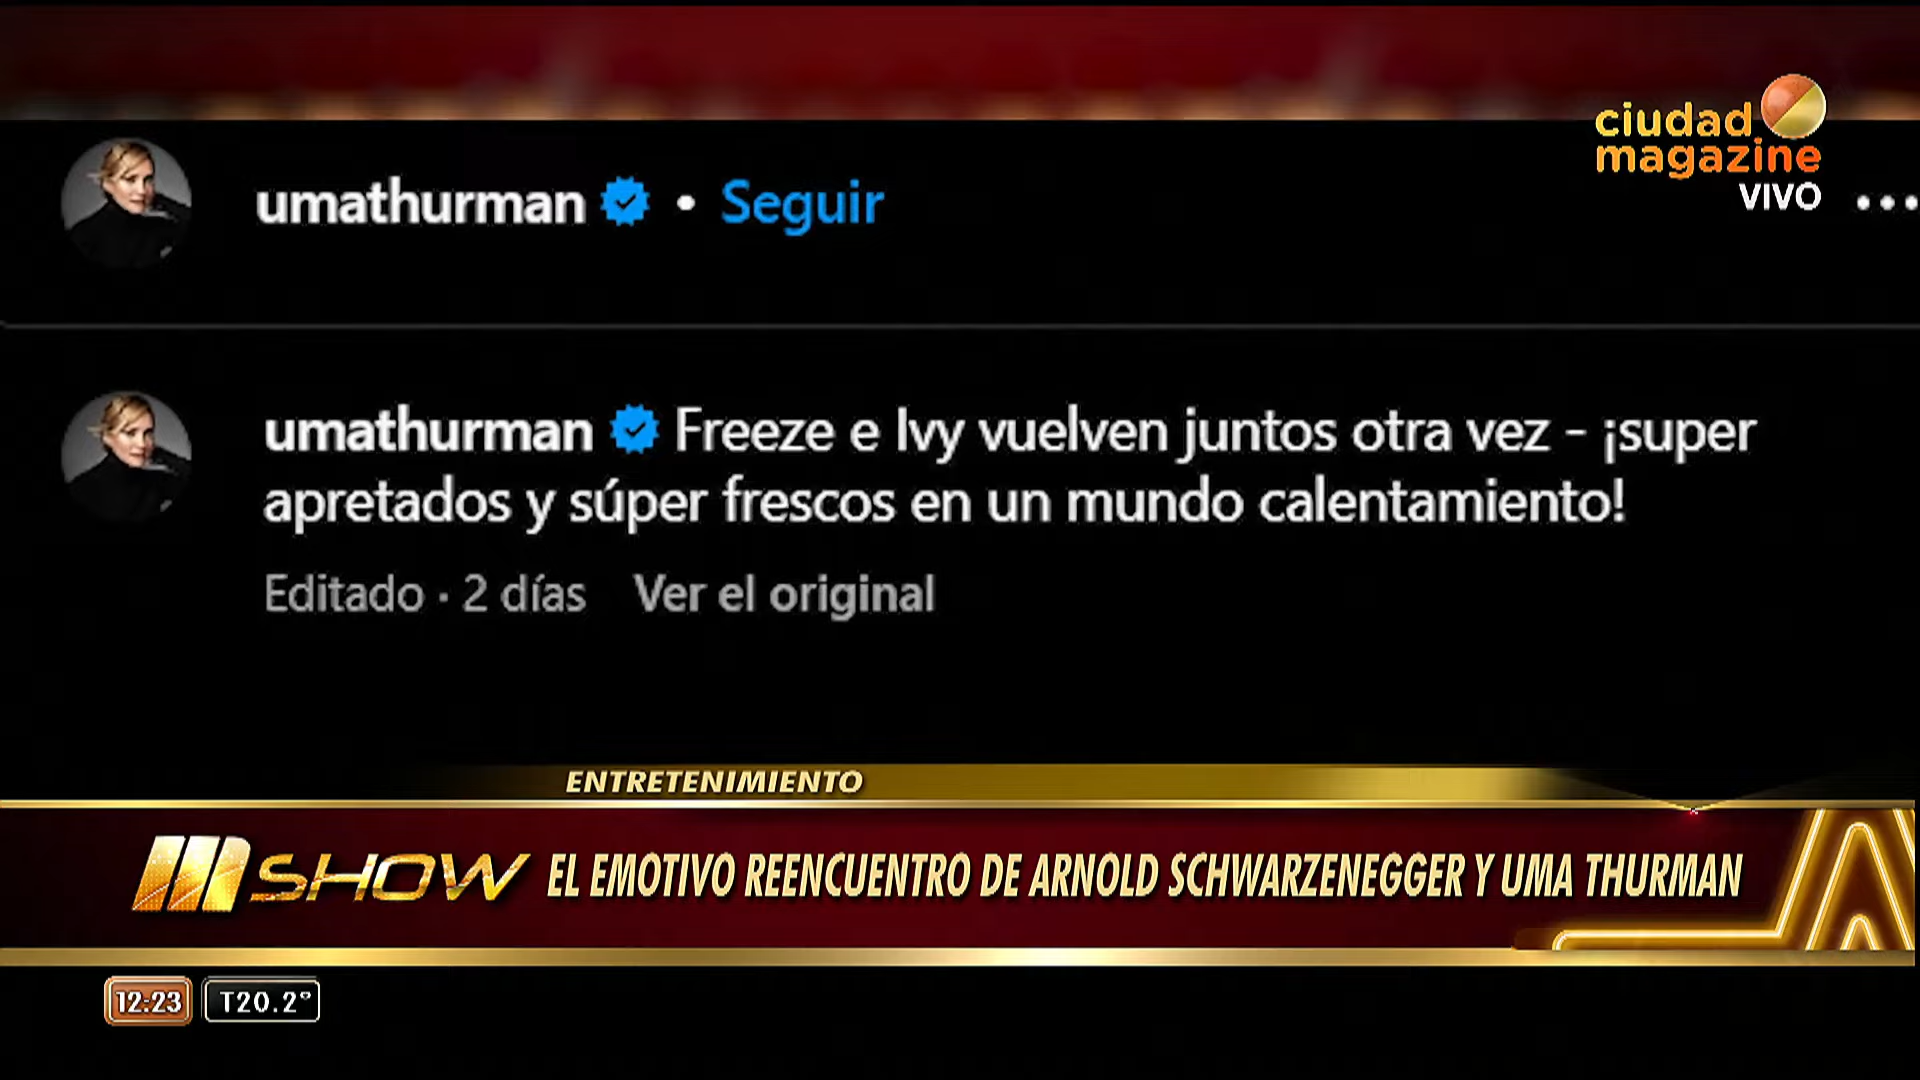 ciudad
magazine
VIVO
umathurman • Seguir
umathurman Freeze e Ivy vuelven juntos otra vez - ¡super
apretados y súper frescos en un mundo calentamiento!
Editado · 2 días Ver el original
ENTRETENIMIENTO
SHOW EL EMOTIVO REENCUENTRO DE ARNOLD SCHWARZENEGGER Y UMA THURMAN
12:23 T20.2°